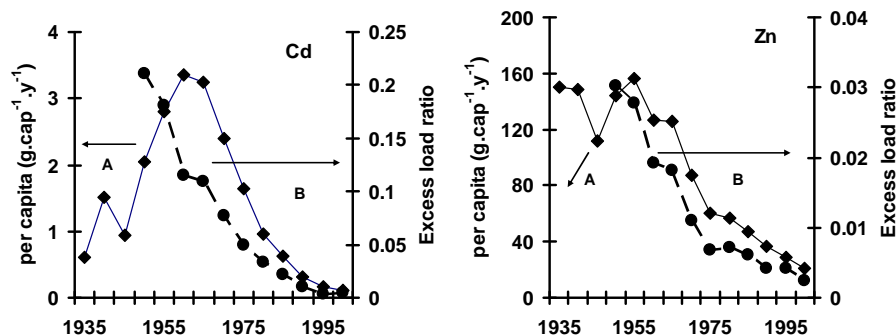 Cd
per capita (g.cap⁻¹.y⁻¹)
4
3
2
1
0
A
B
0.25
0.2
0.15
0.1
0.05
0
Excess load ratio
1935 1955 1975 1995
Zn
per capita (g.cap⁻¹.y⁻¹)
200
160
120
80
40
0
A
B
0.04
0.03
0.02
0.01
0
Excess load ratio
1935 1955 1975 1995